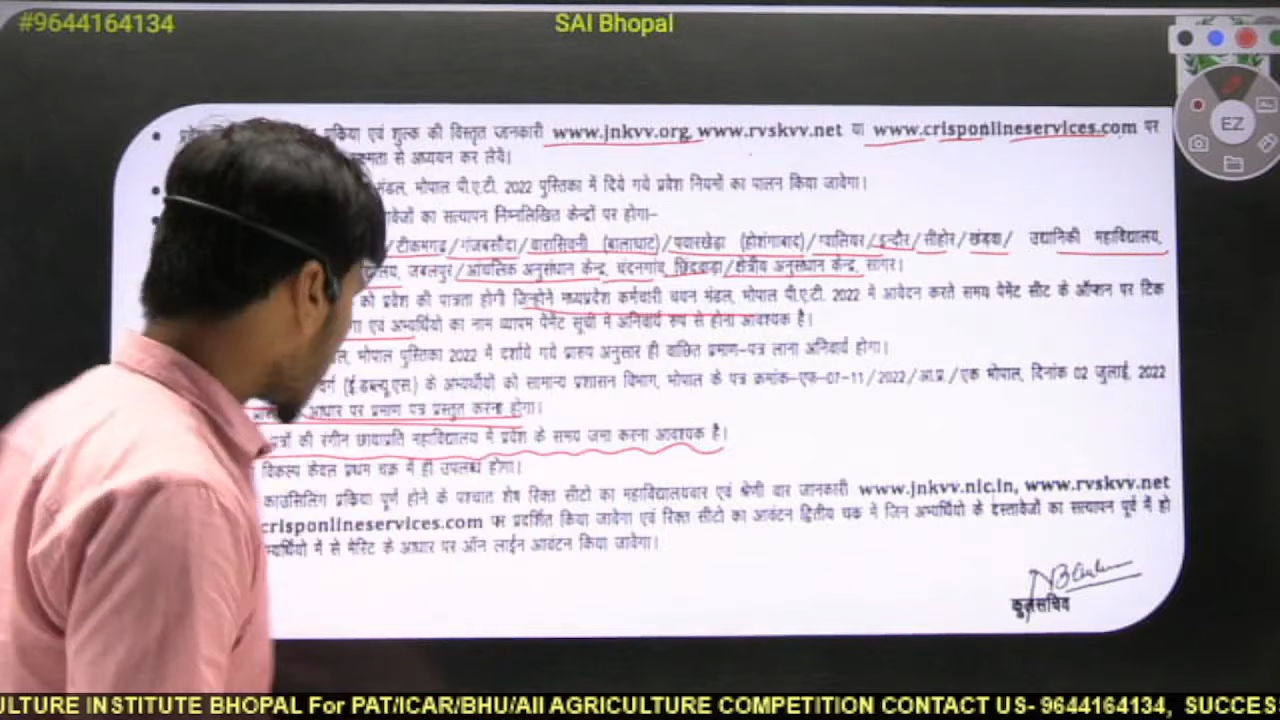 #9644164134
SAI Bhopal
EZ
प्रक्रिया एवं शुल्क की विस्तृत जानकारी www.jnkvv.org, www.rvskvv.net या www.crisponlineservices.com पर
से अध्ययन कर लेवें।
मंडल, भोपाल पी.ए.टी. 2022 पुस्तिका में दिये गये प्रवेश नियमों का पालन किया जावेगा।
का सत्यापन निम्नलिखित केन्द्रों पर होगा–
/टीकमगढ़/गंजबसौदा/वारासिवनी (बालाघाट)/पवारखेड़ा (होशंगाबाद)/ग्वालियर/इन्दौर/सीहोर/खंडवा/ उद्यानिकी महाविद्यालय,
जबलपुर/आंचलिक अनुसंधान केन्द्र, चंदनगांव, छिंदवाड़ा/क्षेत्रीय अनुसंधान केन्द्र, सागर।
को प्रवेश की पात्रता होगी जिन्होंने मध्यप्रदेश कर्मचारी चयन मंडल, भोपाल पी.ए.टी. 2022 में आवेदन करते समय पेमेंट सीट के ऑप्शन पर टिक
एवं अभ्यर्थियों का नाम व्यापम पेमेंट सूची में अनिवार्य रुप से होना आवश्यक है।
भोपाल पुस्तिका 2022 में दर्शाये गये प्रारुप अनुसार ही वांछित प्रमाण–पत्र लाना अनिवार्य होगा।
वर्ग (ई.डब्ल्यू.एस) के अभ्यर्थीयों को सामान्य प्रशासन विभाग, भोपाल के पत्र क्रमांक–एफ–07–11/2022/आ.प्र./एक भोपाल, दिनांक 02 जुलाई, 2022
आधार पर प्रमाण पत्र प्रस्तुत करना होगा।
की रंगीन छायाप्रति महाविद्यालय में प्रवेश के समय जमा करना आवश्यक है।
विकल्प केवल प्रथम चक्र में ही उपलब्ध होगा।
काउंसिलिंग प्रक्रिया पूर्ण होने के पश्चात शेष रिक्त सीटो का महाविद्यालयवार एवं श्रेणी वार जानकारी www.jnkvv.nic.in, www.rvskvv.net
crisponlineservices.com पर प्रदर्शित किया जावेगा एवं रिक्त सीटो का आवंटन द्वितीय चक्र में जिन अभ्यर्थियों के दस्तावेजों का सत्यापन पूर्व में हो
में से मेरिट के आधार पर ऑन लाईन आवंटन किया जावेगा।
कुलसचिव
ULTURE INSTITUTE BHOPAL For PAT/ICAR/BHU/All AGRICULTURE COMPETITION CONTACT US- 9644164134, SUCCES